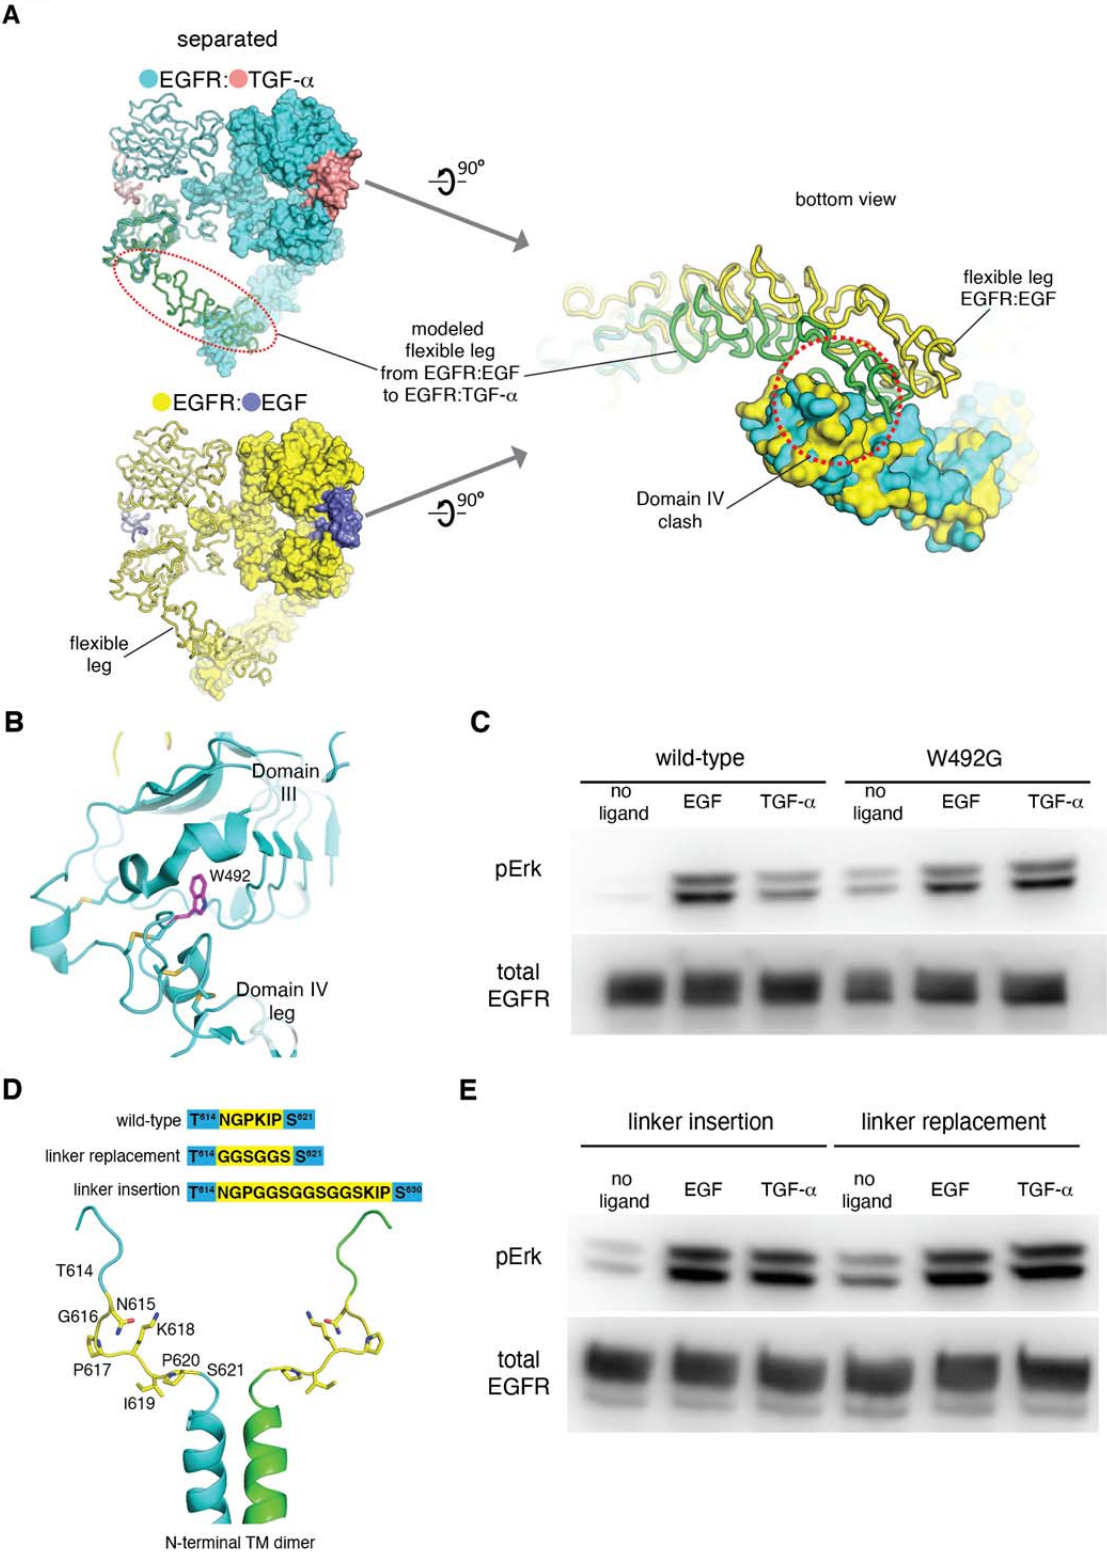 A
separated
EGFR:TGF-α
90°
bottom view
flexible leg
EGFR:EGF
modeled
flexible leg
from EGFR:EGF
to EGFR:TGF-α
EGFR:EGF
90°
Domain IV
clash
flexible
leg
B
Domain
III
W492
Domain IV
leg
C
wild-type W492G
no
ligand EGF TGF-α no
ligand EGF TGF-α
pErk
total
EGFR
D
wild-type T⁶¹⁴ NGPKIP S⁶²¹
linker replacement T⁶¹⁴ GGSGGS S⁶²¹
linker insertion T⁶¹⁴ NGPGGSGGSGGSKIP S⁶³⁰
T614
N615
G616
K618
P617
P620 S621
I619
N-terminal TM dimer
E
linker insertion linker replacement
no
ligand EGF TGF-α no
ligand EGF TGF-α
pErk
total
EGFR